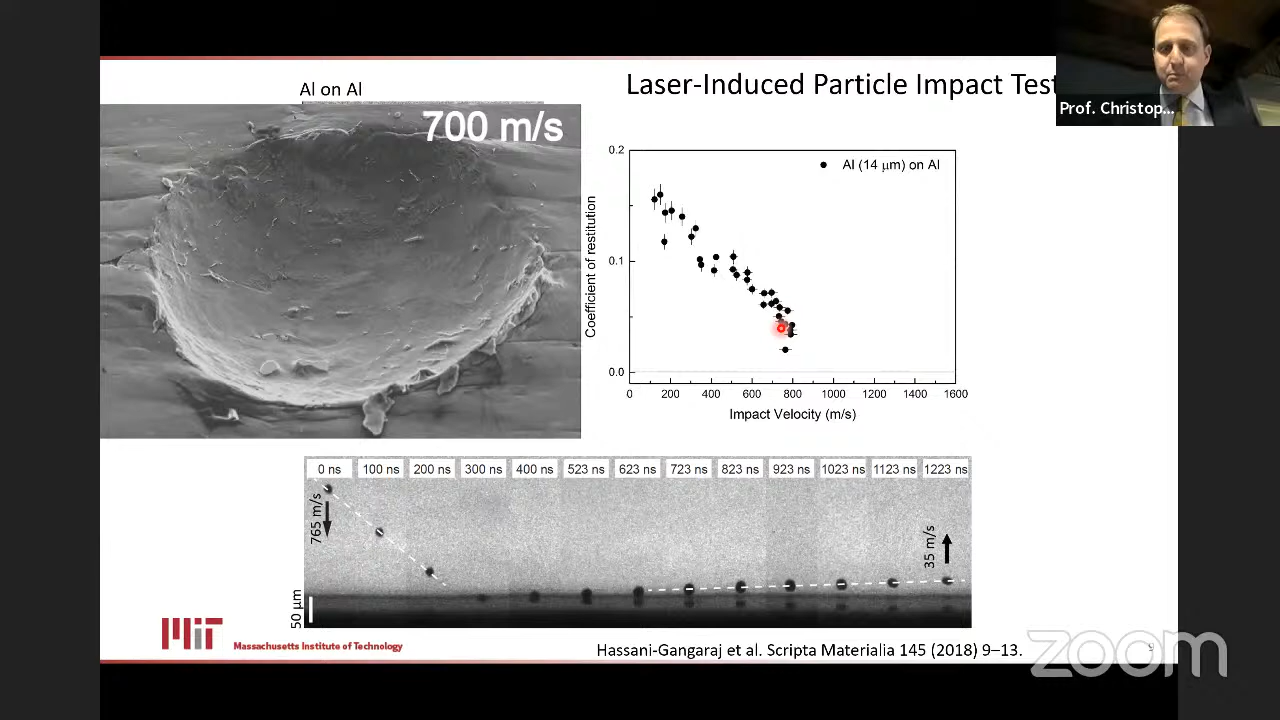 Al on Al
700 m/s
Laser-Induced Particle Impact Test
Prof. Christop...
0.2
0.1
0.0
Coefficient of restitution
Al (14 μm) on Al
0 200 400 600 800 1000 1200 1400 1600
Impact Velocity (m/s)
0 ns 100 ns 200 ns 300 ns 400 ns 523 ns 623 ns 723 ns 823 ns 923 ns 1023 ns 1123 ns 1223 ns
765 m/s
35 m/s
50 μm
MIT
Massachusetts Institute of Technology
Hassani-Gangaraj et al. Scripta Materialia 145 (2018) 9–13.
zoom
9